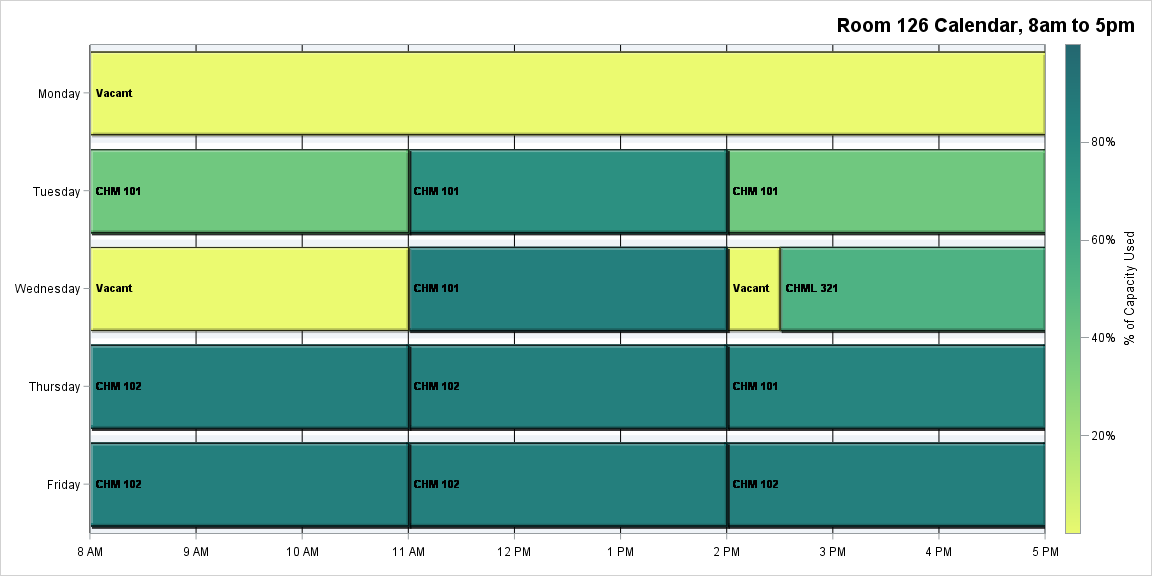 Room 126 Calendar, 8am to 5pm
Monday
Vacant
Tuesday
CHM 101
CHM 101
CHM 101
Wednesday
Vacant
CHM 101
Vacant
CHML 321
Thursday
CHM 102
CHM 102
CHM 101
Friday
CHM 102
CHM 102
CHM 102
8 AM
9 AM
10 AM
11 AM
12 PM
1 PM
2 PM
3 PM
4 PM
5 PM
80%
60%
40%
20%
% of Capacity Used